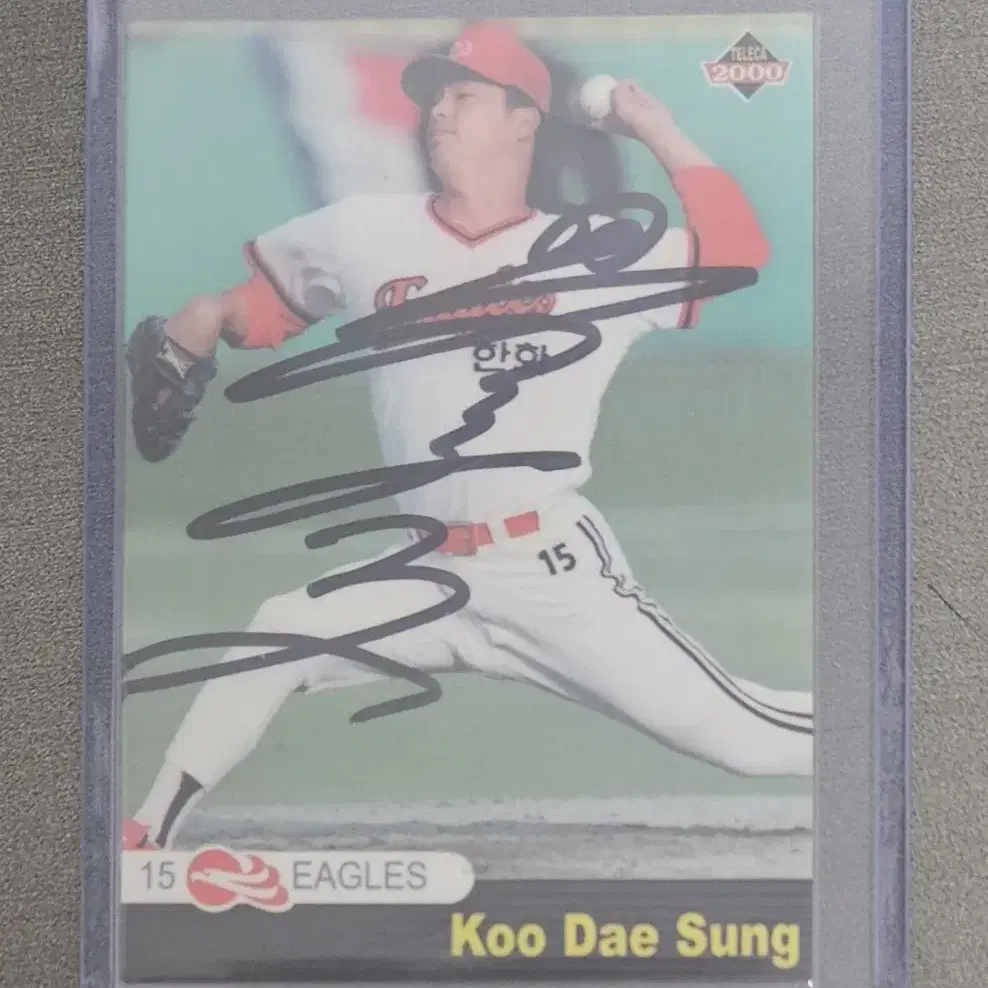 TELECA
2000
Eagles
한화
15
15 EAGLES
Koo Dae Sung